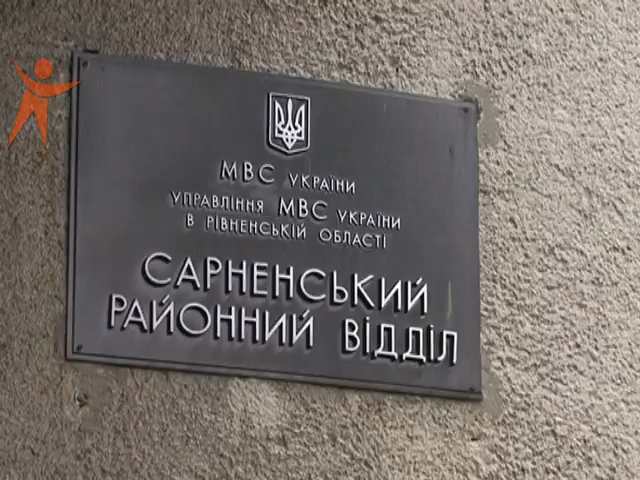 МВС УКРАЇНИ
УПРАВЛІННЯ МВС УКРАЇНИ
В РІВНЕНСЬКІЙ ОБЛАСТІ
САРНЕНСЬКИЙ
РАЙОННИЙ ВІДДІЛ